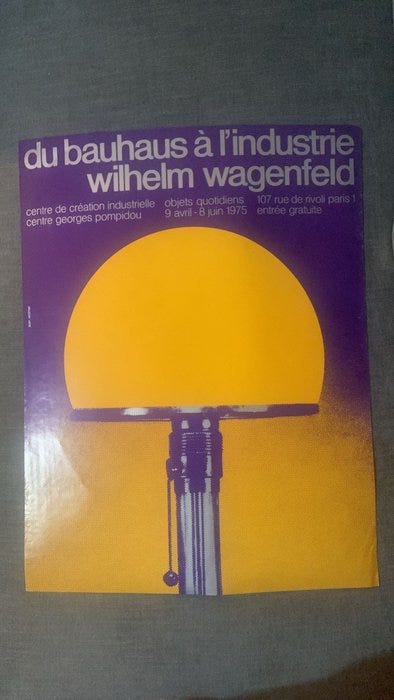 du bauhaus à l'industrie
wilhelm wagenfeld
centre de création industrielle
centre georges pompidou
objets quotidiens
9 avril - 8 juin 1975
107 rue de rivoli paris 1
entrée gratuite